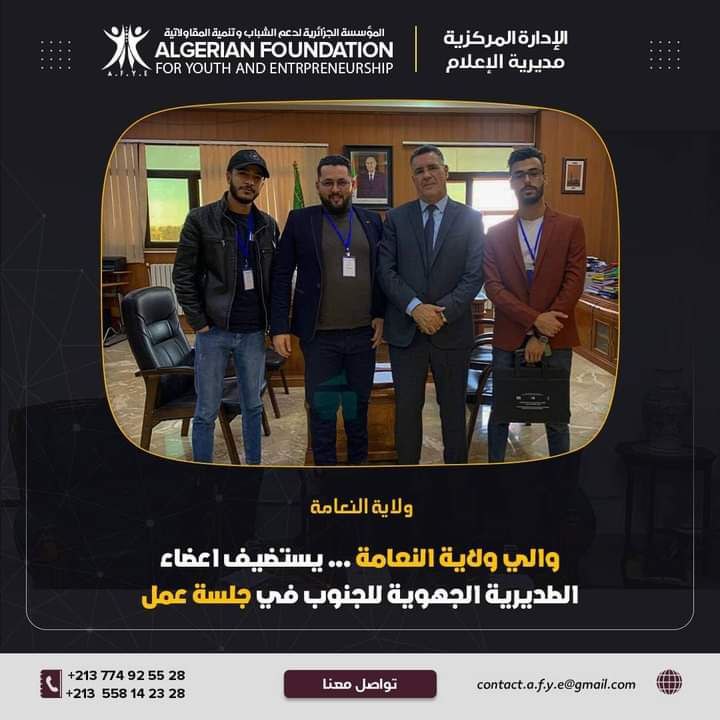 المؤسسة الجزائرية لدعم الشباب وتنمية المقاولاتية
ALGERIAN FOUNDATION
FOR YOUTH AND ENTRPRENEURSHIP
A.F.Y.E
الإدارة المركزية
مديرية الإعلام
ولاية النعامة
والي ولاية النعامة ... يستضيف اعضاء
الطديرية الجهوية للجنوب في جلسة عمل
+213 774 92 55 28
+213 558 14 23 28
تواصل معنا
contact.a.f.y.e@gmail.com